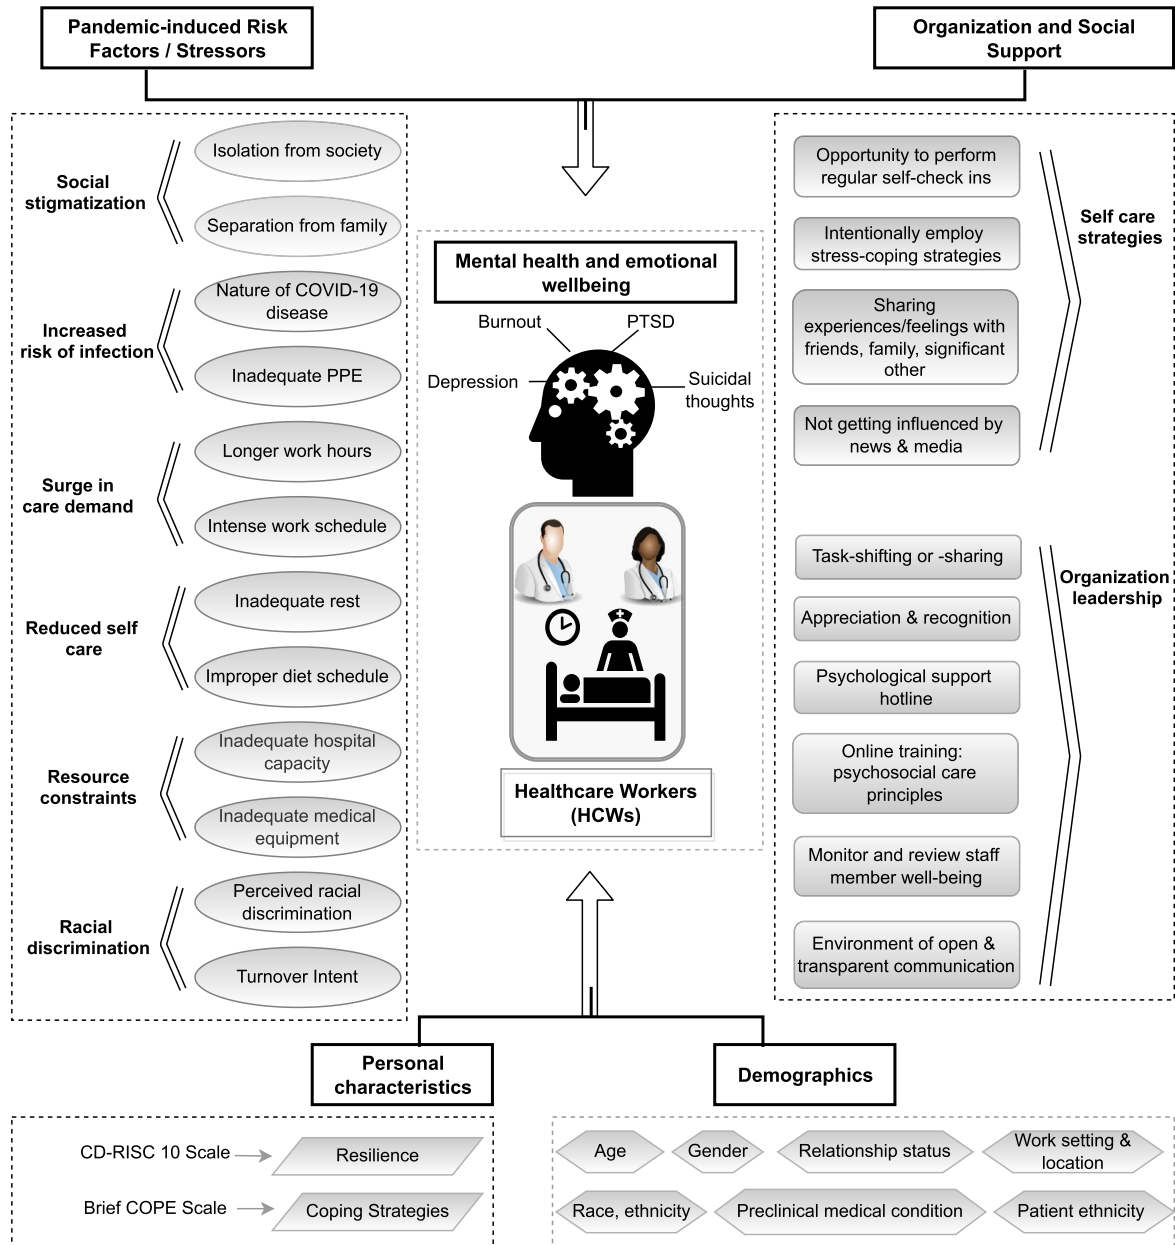 Pandemic-induced Risk
Factors / Stressors
Organization and Social
Support
Social
stigmatization
Isolation from society
Separation from family
Increased
risk of infection
Nature of COVID-19
disease
Inadequate PPE
Surge in
care demand
Longer work hours
Intense work schedule
Reduced self
care
Inadequate rest
Improper diet schedule
Resource
constraints
Inadequate hospital
capacity
Inadequate medical
equipment
Racial
discrimination
Perceived racial
discrimination
Turnover Intent
Mental health and emotional
wellbeing
Burnout
PTSD
Depression
Suicidal
thoughts
Healthcare Workers
(HCWs)
Opportunity to perform
regular self-check ins
Intentionally employ
stress-coping strategies
Sharing
experiences/feelings with
friends, family, significant
other
Not getting influenced by
news & media
Self care
strategies
Task-shifting or -sharing
Appreciation & recognition
Psychological support
hotline
Online training:
psychosocial care
principles
Monitor and review staff
member well-being
Environment of open &
transparent communication
Organization
leadership
Personal
characteristics
Demographics
CD-RISC 10 Scale
Resilience
Brief COPE Scale
Coping Strategies
Age
Gender
Relationship status
Work setting &
location
Race, ethnicity
Preclinical medical condition
Patient ethnicity